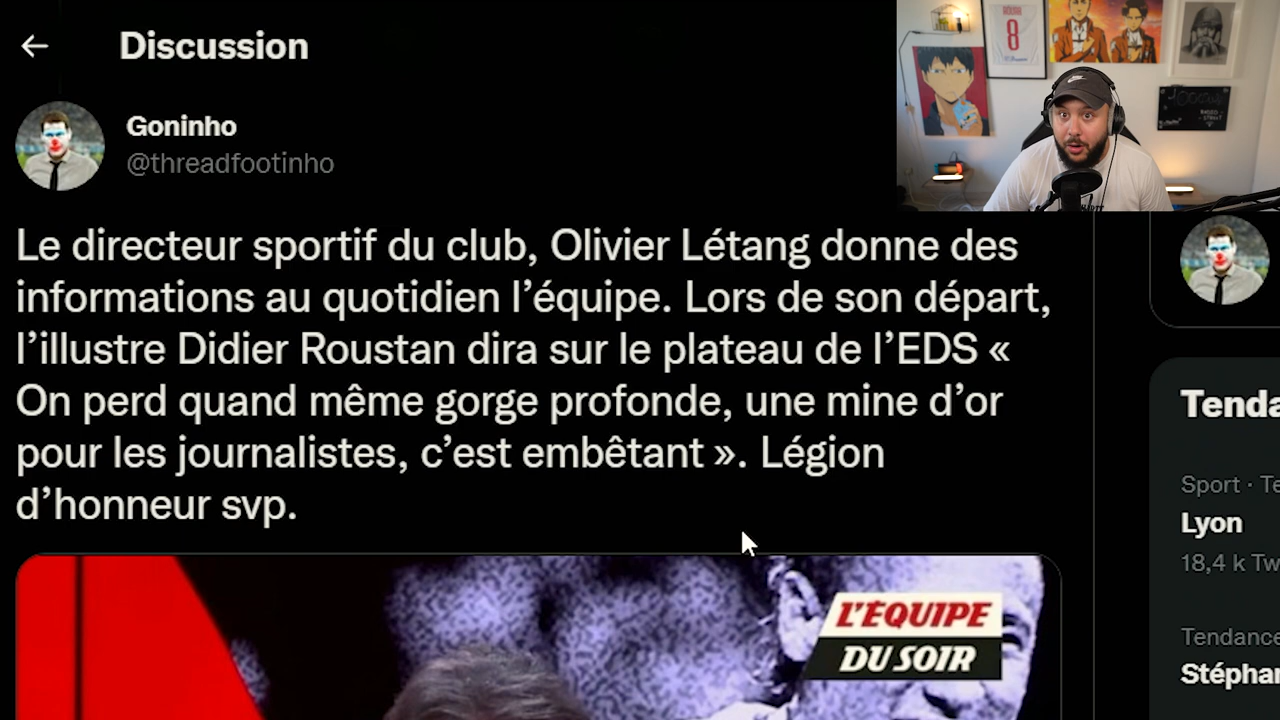 Discussion
Goninho
@threadfootinho
Le directeur sportif du club, Olivier Létang donne des
informations au quotidien l’équipe. Lors de son départ,
l’illustre Didier Roustan dira sur le plateau de l’EDS «
On perd quand même gorge profonde, une mine d’or
pour les journalistes, c’est embêtant ». Légion
d’honneur svp.
L'ÉQUIPE
DU SOIR
8
Tenda
Sport · Te
Lyon
18,4 k Tw
Tendance
Stéphan